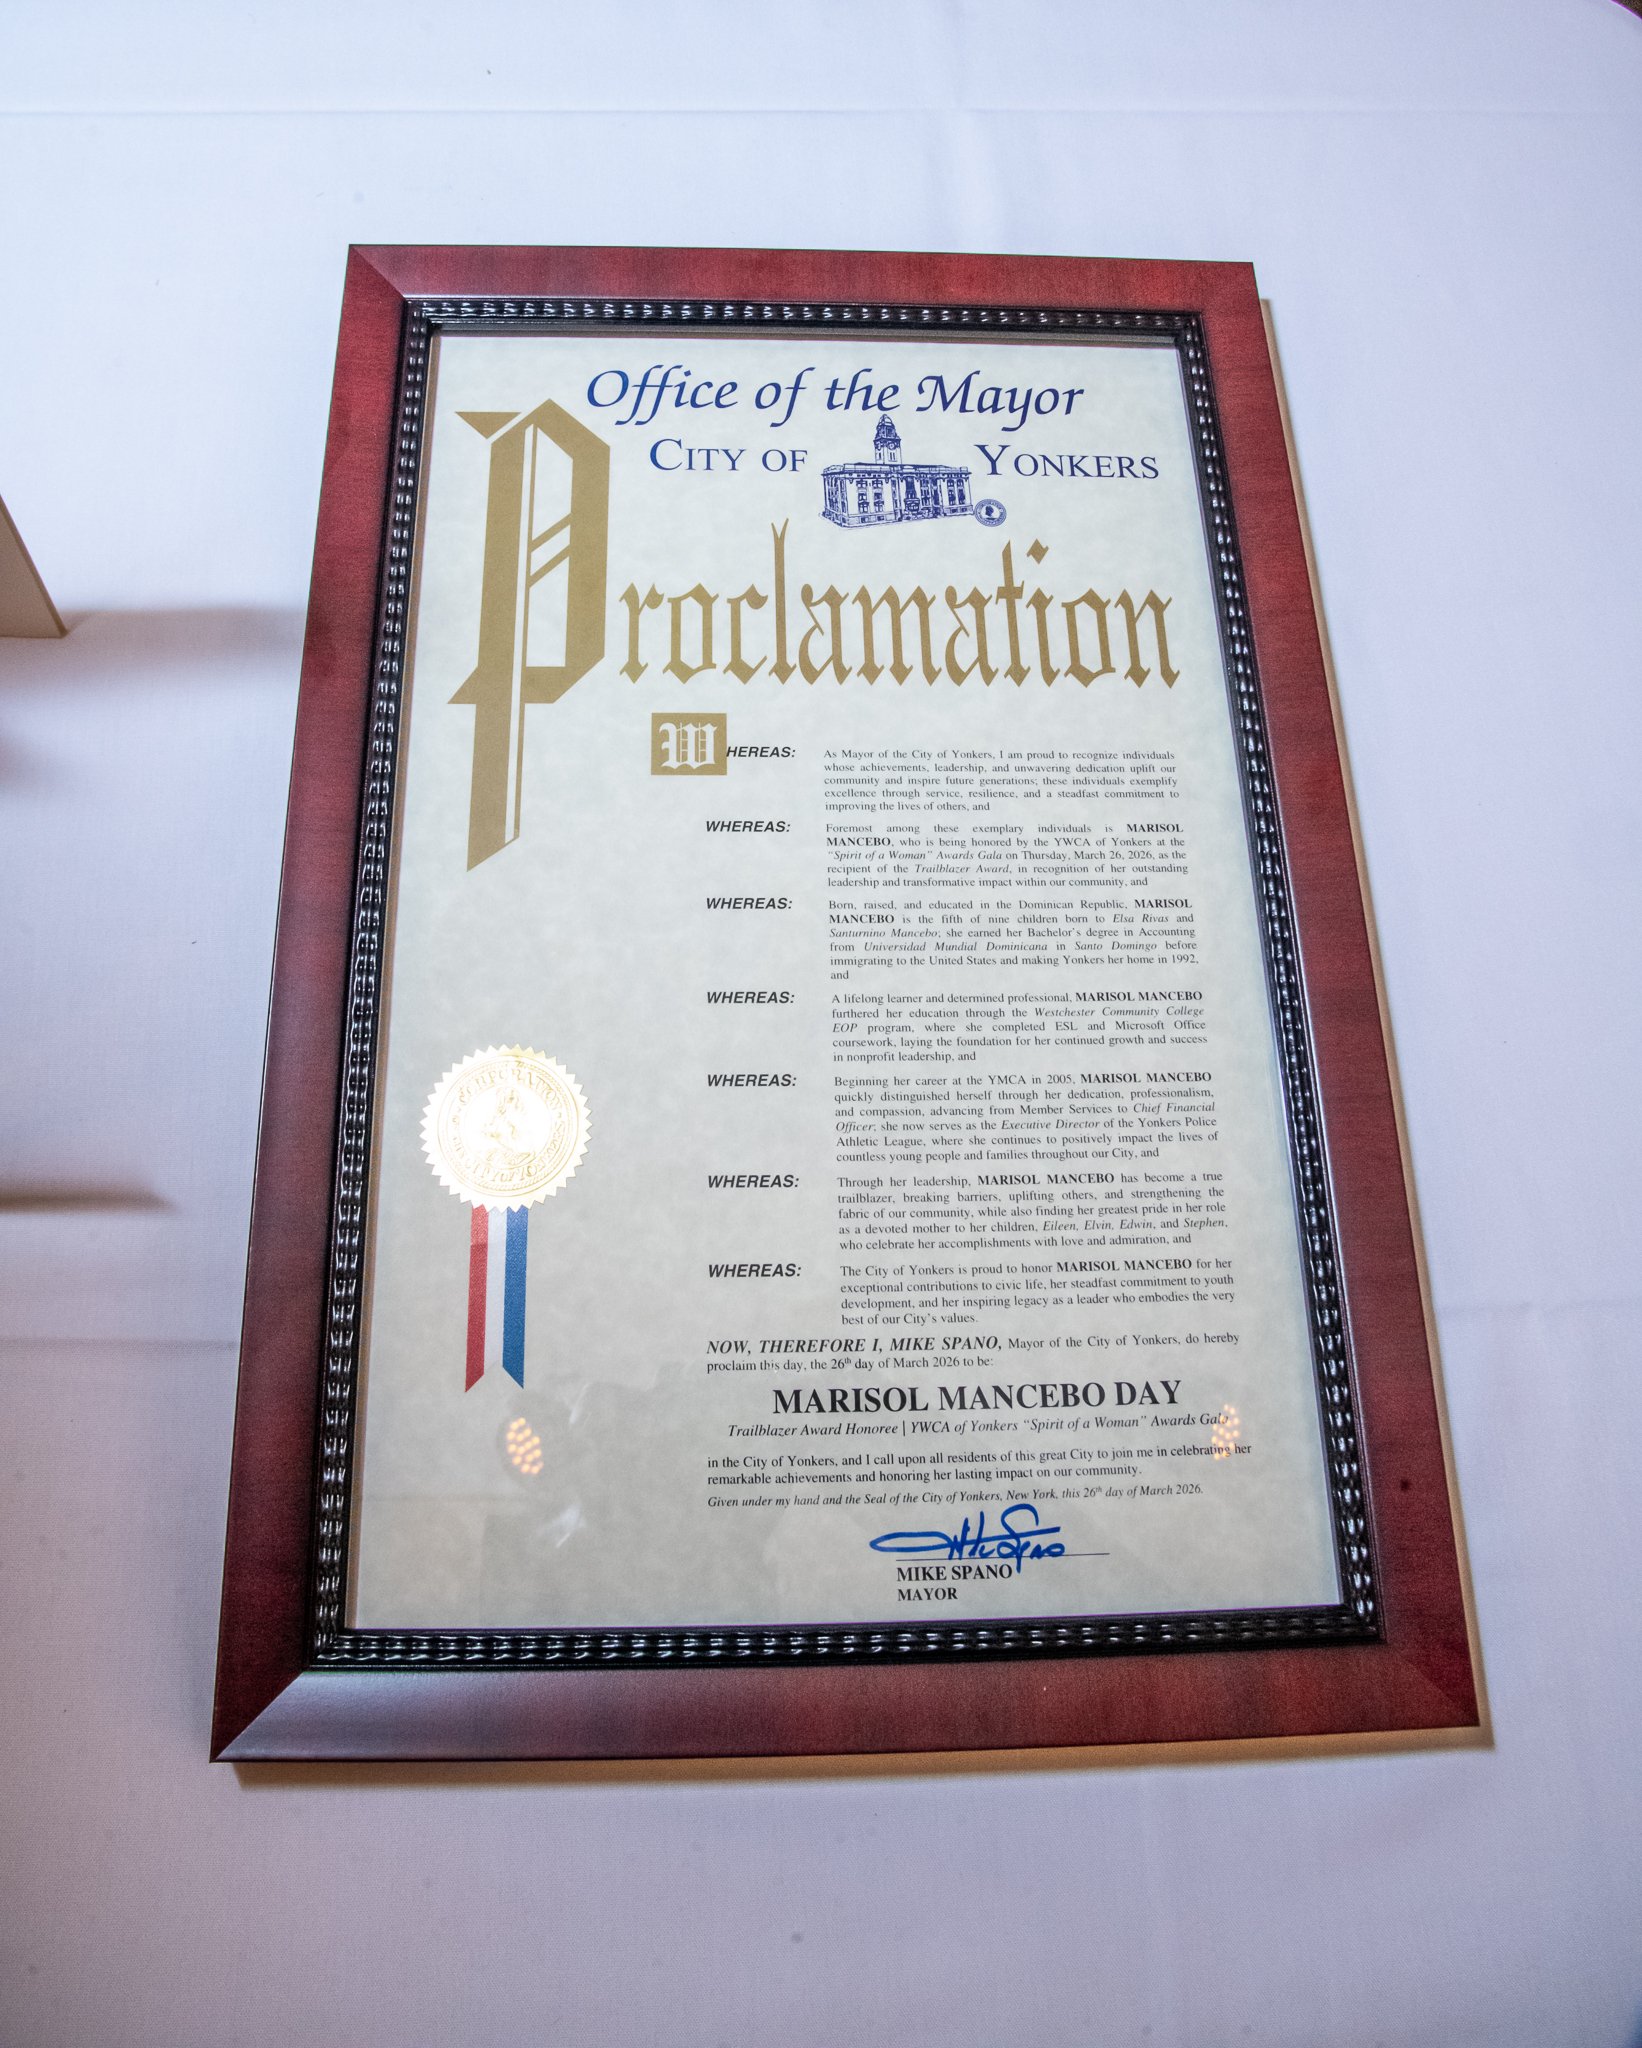 Office of the Mayor
CITY OF YONKERS
Proclamation
WHEREAS: As Mayor of the City of Yonkers, I am proud to recognize individuals
whose achievements, leadership, and unwavering dedication uplift our
community and inspire future generations; these individuals exemplify
excellence through service, resilience, and a steadfast commitment to
improving the lives of others, and
WHEREAS: Foremost among these exemplary individuals is MARISOL
MANCEBO, who is being honored by the YWCA of Yonkers at the
“Spirit of a Woman” Awards Gala on Thursday, March 26, 2026, as the
recipient of the Trailblazer Award, in recognition of her outstanding
leadership and transformative impact within our community, and
WHEREAS: Born, raised, and educated in the Dominican Republic, MARISOL
MANCEBO is the fifth of nine children born to Elsa Rivas and
Santurnino Mancebo; she earned her Bachelor's degree in Accounting
from Universidad Mundial Dominicana in Santo Domingo before
immigrating to the United States and making Yonkers her home in 1992,
and
WHEREAS: A lifelong learner and determined professional, MARISOL MANCEBO
furthered her education through the Westchester Community College
EOP program, where she completed ESL and Microsoft Office
coursework, laying the foundation for her continued growth and success
in nonprofit leadership, and
WHEREAS: Beginning her career at the YMCA in 2005, MARISOL MANCEBO
quickly distinguished herself through her dedication, professionalism,
and compassion, advancing from Member Services to Chief Financial
Officer; she now serves as the Executive Director of the Yonkers Police
Athletic League, where she continues to positively impact the lives of
countless young people and families throughout our City, and
WHEREAS: Through her leadership, MARISOL MANCEBO has become a true
trailblazer, breaking barriers, uplifting others, and strengthening the
fabric of our community, while also finding her greatest pride in her role
as a devoted mother to her children, Eileen, Elvin, Edwin, and Stephen,
who celebrate her accomplishments with love and admiration, and
WHEREAS: The City of Yonkers is proud to honor MARISOL MANCEBO for her
exceptional contributions to civic life, her steadfast commitment to youth
development, and her inspiring legacy as a leader who embodies the very
best of our City's values.
NOW, THEREFORE I, MIKE SPANO, Mayor of the City of Yonkers, do hereby
proclaim this day, the 26th day of March 2026 to be:
MARISOL MANCEBO DAY
Trailblazer Award Honoree | YWCA of Yonkers “Spirit of a Woman” Awards Gala
in the City of Yonkers, and I call upon all residents of this great City to join me in celebrating her
remarkable achievements and honoring her lasting impact on our community.
Given under my hand and the Seal of the City of Yonkers, New York, this 26th day of March 2026.
Mike Spano
MIKE SPANO
MAYOR